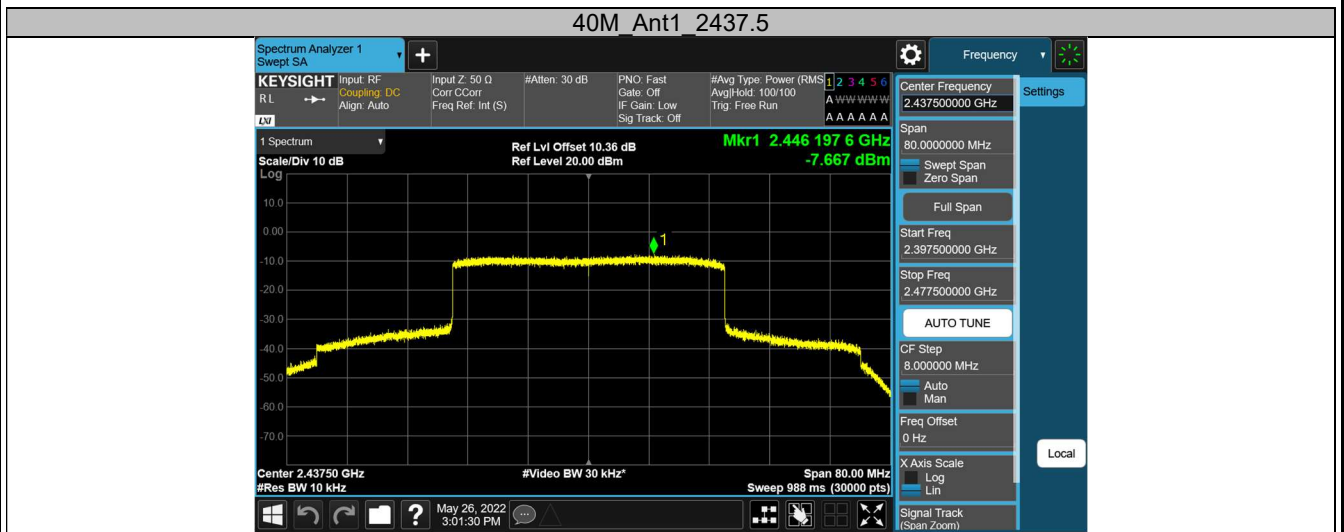 40M_Ant1_2437.5
Spectrum Analyzer 1
Swept SA
+
Frequency
KEYSIGHT
RL
LXI
Input: RF
Coupling: DC
Align: Auto
Input Z: 50 Ω
Corr CCorr
Freq Ref: Int (S)
#Atten: 30 dB
PNO: Fast
Gate: Off
IF Gain: Low
Sig Track: Off
#Avg Type: Power (RMS
Avg|Hold: 100/100
Trig: Free Run
1 2 3 4 5 6
A W W W W W
A A A A A A
1 Spectrum
Scale/Div 10 dB
Log
Ref Lvl Offset 10.36 dB
Ref Level 20.00 dBm
Mkr1 2.446 197 6 GHz
-7.667 dBm
10.0
0.00
-10.0
-20.0
-30.0
-40.0
-50.0
-60.0
-70.0
1
Center 2.43750 GHz
#Res BW 10 kHz
#Video BW 30 kHz*
Span 80.00 MHz
Sweep 988 ms (30000 pts)
Center Frequency
2.437500000 GHz
Settings
Span
80.0000000 MHz
Swept Span
Zero Span
Full Span
Start Freq
2.397500000 GHz
Stop Freq
2.477500000 GHz
AUTO TUNE
CF Step
8.000000 MHz
Auto
Man
Freq Offset
0 Hz
X Axis Scale
Log
Lin
Local
Signal Track
(Span Zoom)
?
May 26, 2022
3:01:30 PM